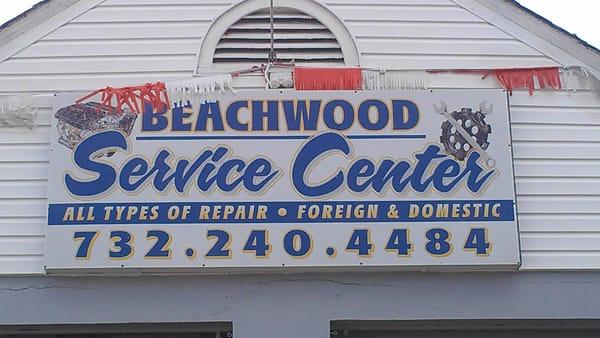 BEACHWOOD
Service Center
ALL TYPES OF REPAIR • FOREIGN & DOMESTIC
732.240.4484